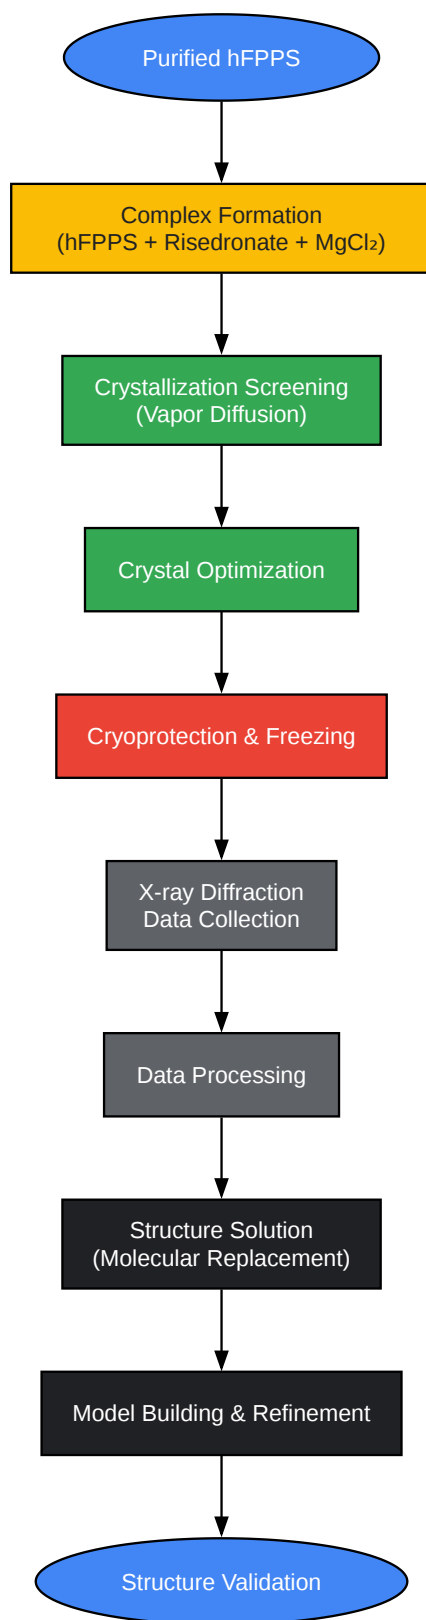 Purified hFPPS
Complex Formation
(hFPPS + Risedronate + MgCl₂)
Crystallization Screening
(Vapor Diffusion)
Crystal Optimization
Cryoprotection & Freezing
X-ray Diffraction
Data Collection
Data Processing
Structure Solution
(Molecular Replacement)
Model Building & Refinement
Structure Validation